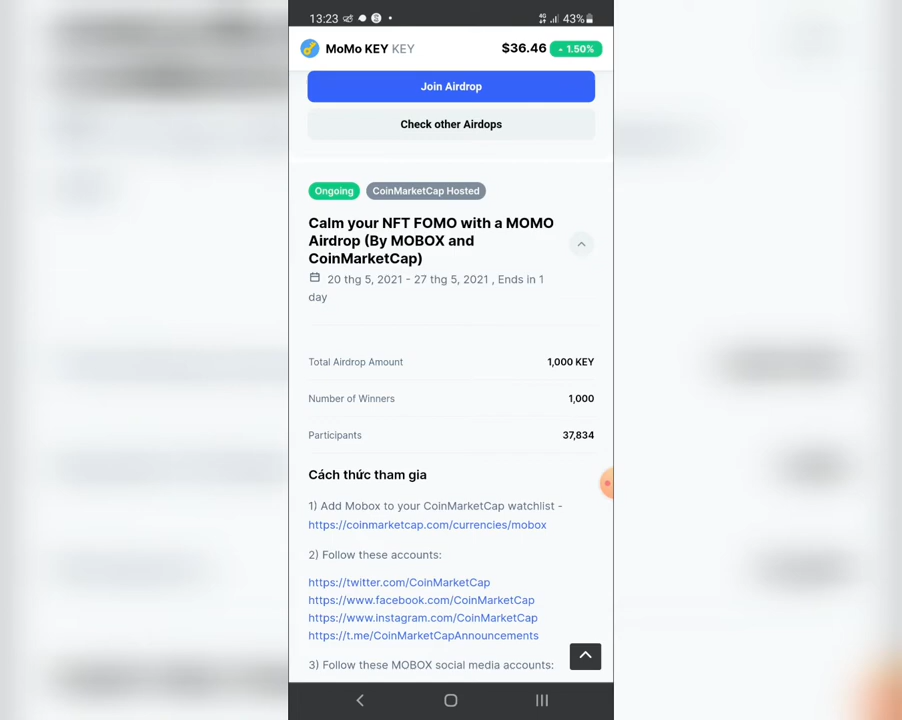 13:23
4G 43%
MoMo KEY KEY $36.46 1.50%
Join Airdrop
Check other Airdops
Ongoing CoinMarketCap Hosted
Calm your NFT FOMO with a MOMO
Airdrop (By MOBOX and
CoinMarketCap)
20 thg 5, 2021 - 27 thg 5, 2021 , Ends in 1
day
Total Airdrop Amount 1,000 KEY
Number of Winners 1,000
Participants 37,834
Cách thức tham gia
1) Add Mobox to your CoinMarketCap watchlist -
https://coinmarketcap.com/currencies/mobox
2) Follow these accounts:
https://twitter.com/CoinMarketCap
https://www.facebook.com/CoinMarketCap
https://www.instagram.com/CoinMarketCap
https://t.me/CoinMarketCapAnnouncements
3) Follow these MOBOX social media accounts: